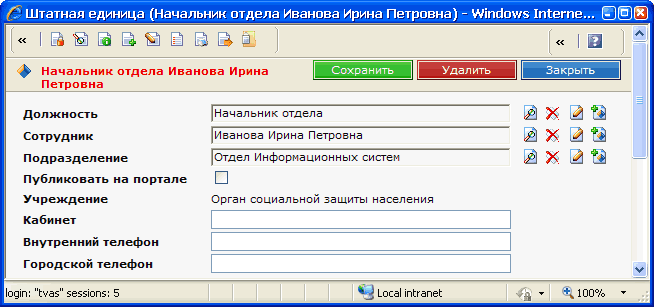 Штатная единица (Начальник отдела Иванова Ирина Петровна) - Windows Interne...
« «  ?
Начальник отдела Иванова Ирина
Петровна
Сохранить Удалить Закрыть
Должность Начальник отдела
Сотрудник Иванова Ирина Петровна
Подразделение Отдел Информационных систем
Публиковать на портале
Учреждение Орган социальной защиты населения
Кабинет
Внутренний телефон
Городской телефон
login: "tvas" sessions: 5 Local intranet 100%